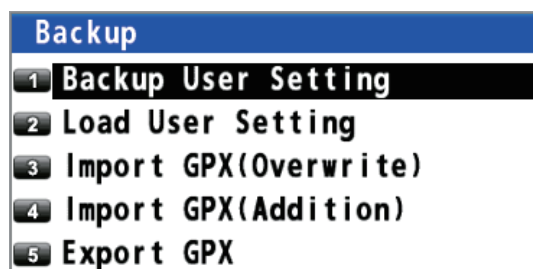 Backup
1 Backup User Setting
2 Load User Setting
3 Import GPX(Overwrite)
4 Import GPX(Addition)
5 Export GPX